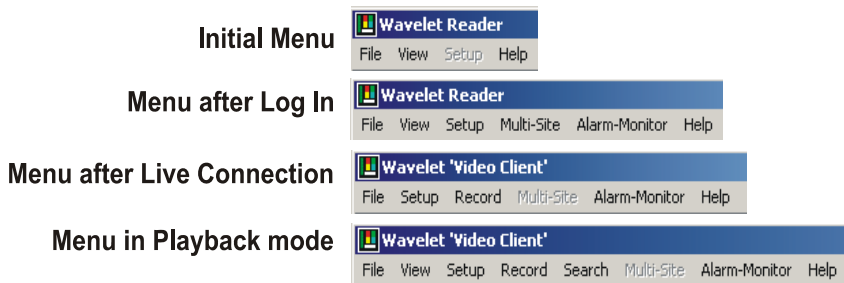 Initial Menu
Wavelet Reader
File View Setup Help
Menu after Log In
Wavelet Reader
File View Setup Multi-Site Alarm-Monitor Help
Menu after Live Connection
Wavelet 'Video Client'
File Setup Record Multi-Site Alarm-Monitor Help
Menu in Playback mode
Wavelet 'Video Client'
File View Setup Record Search Multi-Site Alarm-Monitor Help